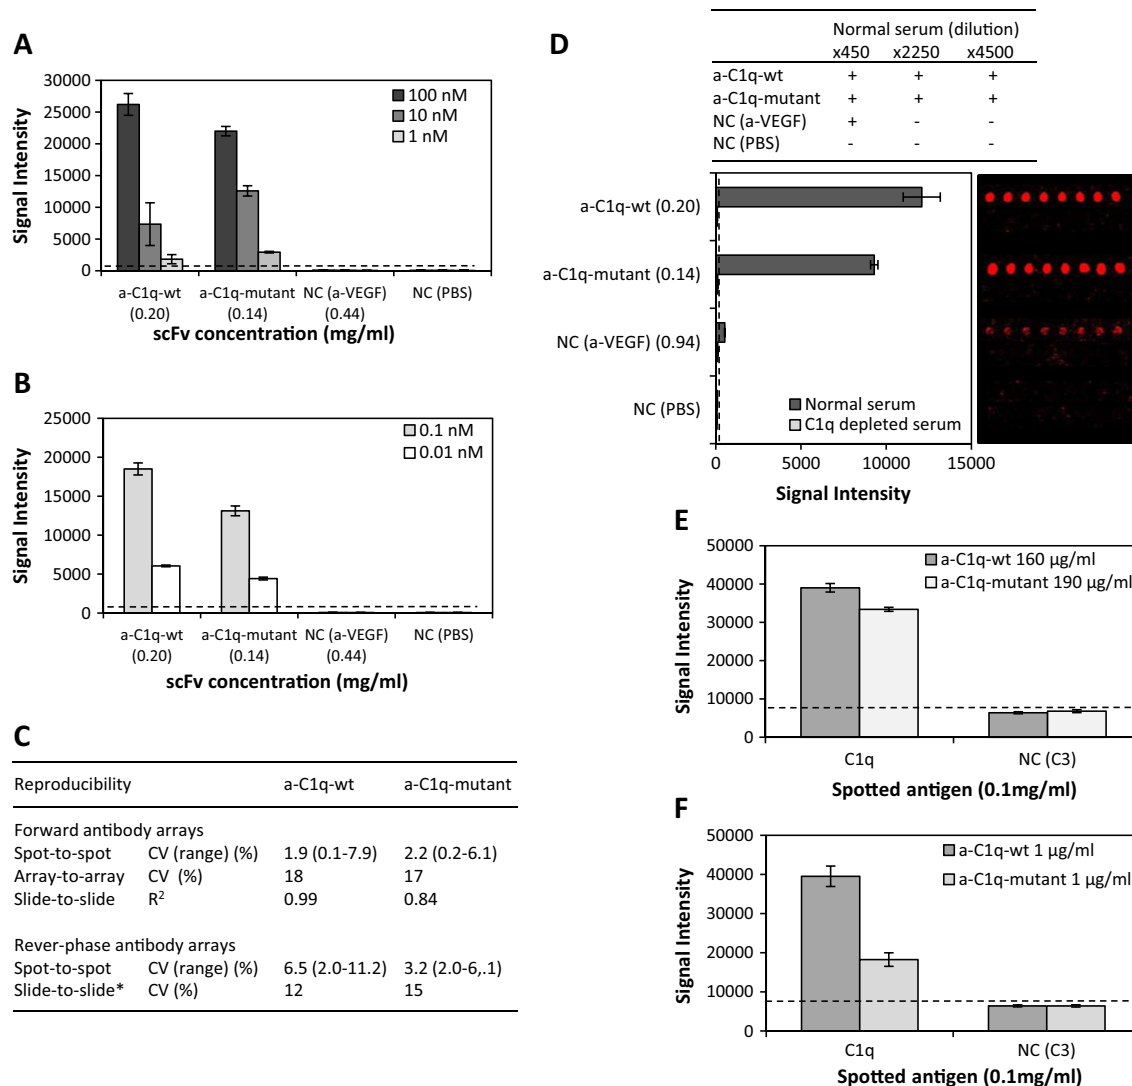 A
30000
25000
20000
15000
10000
5000
0
Signal Intensity
100 nM
10 nM
1 nM
a-C1q-wt a-C1q-mutant NC (a-VEGF) NC (PBS)
(0.20) (0.14) (0.44)
scFv concentration (mg/ml)
B
25000
20000
15000
10000
5000
0
Signal Intensity
0.1 nM
0.01 nM
a-C1q-wt a-C1q-mutant NC (a-VEGF) NC (PBS)
(0.20) (0.14) (0.44)
scFv concentration (mg/ml)
C
Reproducibility a-C1q-wt a-C1q-mutant
Forward antibody arrays
Spot-to-spot CV (range) (%) 1.9 (0.1-7.9) 2.2 (0.2-6.1)
Array-to-array CV (%) 18 17
Slide-to-slide R2 0.99 0.84
Rever-phase antibody arrays
Spot-to-spot CV (range) (%) 6.5 (2.0-11.2) 3.2 (2.0-6,.1)
Slide-to-slide* CV (%) 12 15
D
Normal serum (dilution)
x450 x2250 x4500
a-C1q-wt + + +
a-C1q-mutant + + +
NC (a-VEGF) + - -
NC (PBS) - - -
a-C1q-wt (0.20)
a-C1q-mutant (0.14)
NC (a-VEGF) (0.94)
NC (PBS)
Normal serum
C1q depleted serum
0 5000 10000 15000
Signal Intensity
E
50000
40000
30000
20000
10000
0
Signal Intensity
a-C1q-wt 160 µg/ml
a-C1q-mutant 190 µg/ml
C1q NC (C3)
Spotted antigen (0.1mg/ml)
F
50000
40000
30000
20000
10000
0
Signal Intensity
a-C1q-wt 1 µg/ml
a-C1q-mutant 1 µg/ml
C1q NC (C3)
Spotted antigen (0.1mg/ml)